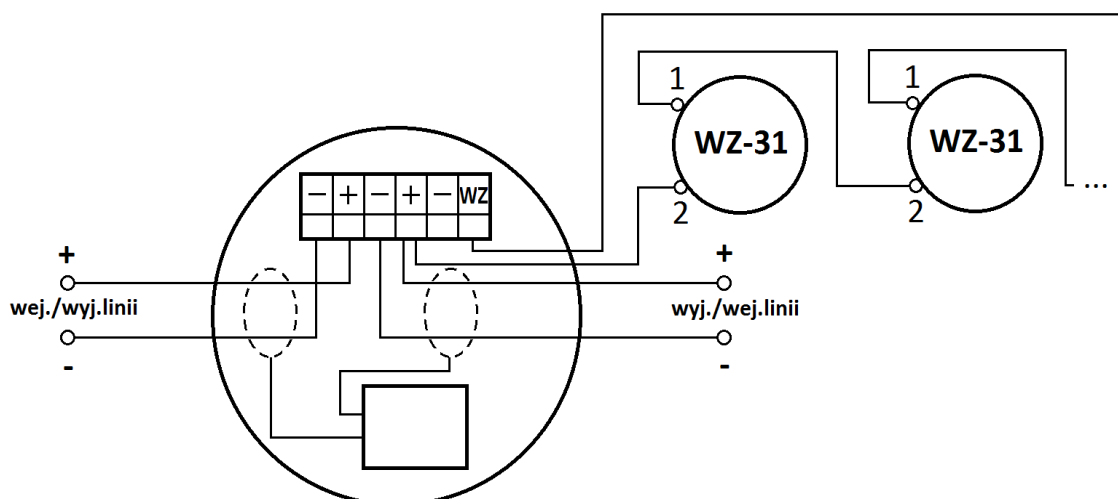 1
WZ-31
2
1
WZ-31
2
...
− + − + − WZ
+
wej./wyj.linii
-
+
wyj./wej.linii
-